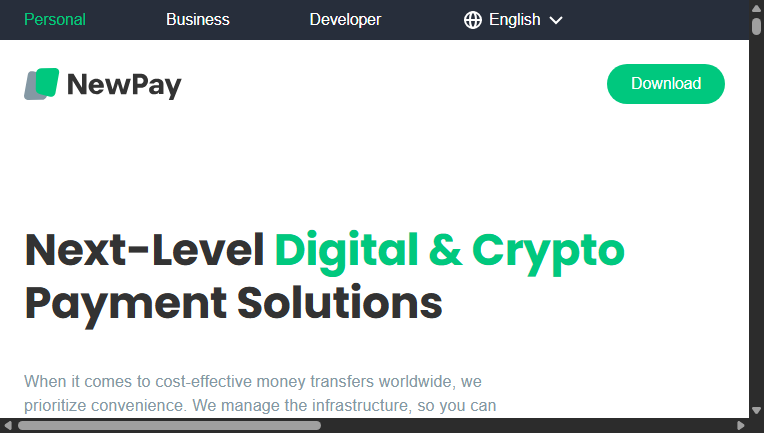 Personal Business Developer English
NewPay
Download
Next-Level Digital & Crypto
Payment Solutions
When it comes to cost-effective money transfers worldwide, we
prioritize convenience. We manage the infrastructure, so you can